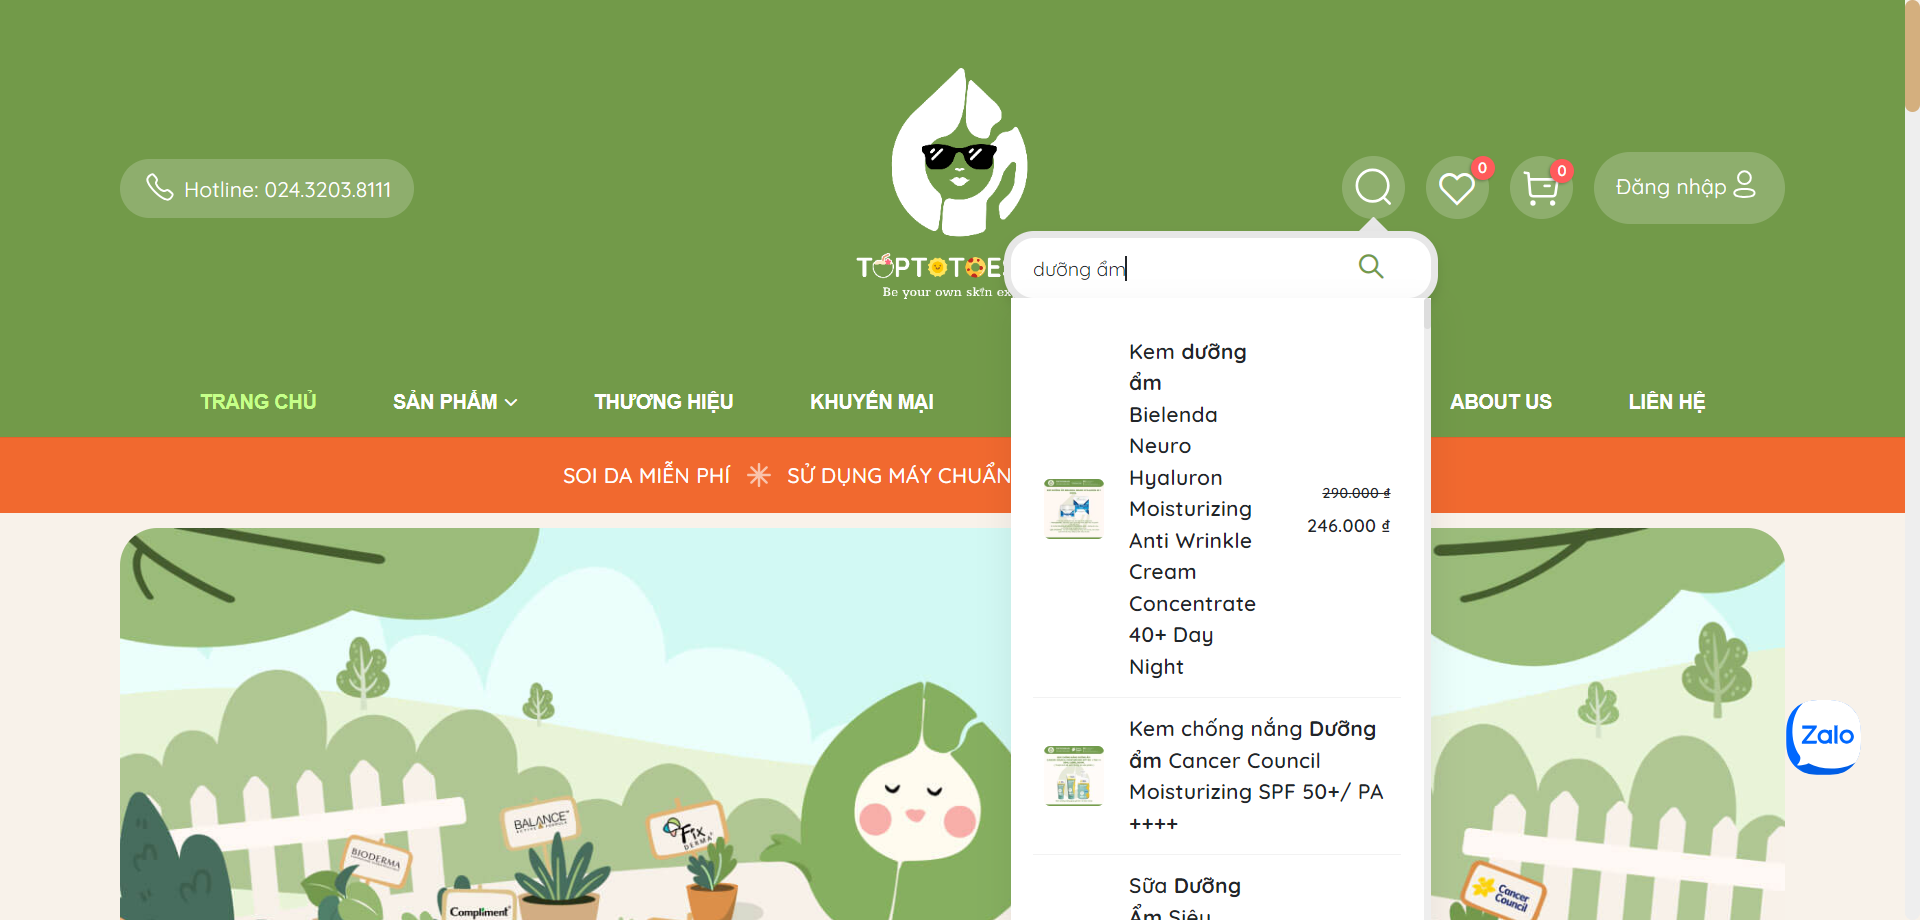 Hotline: 024.3203.8111
0
0
Đăng nhập
TOPTOTOES
Be your own skin ex
dưỡng ẩm
TRANG CHỦ
SẢN PHẨM
THƯƠNG HIỆU
KHUYẾN MẠI
ABOUT US
LIÊN HỆ
SOI DA MIỄN PHÍ
SỬ DỤNG MÁY CHUẨN
Kem dưỡng
ẩm
Bielenda
Neuro
Hyaluron
Moisturizing
Anti Wrinkle
Cream
Concentrate
40+ Day
Night
290.000 ₫
246.000 ₫
Kem chống nắng Dưỡng
ẩm Cancer Council
Moisturizing SPF 50+/ PA
++++
Sữa Dưỡng
Ẩm Siêu
Zalo
BALANCE
ACTIVE FORMULA
FIX
DERMA
BIODERMA
Compliment
Cancer
Council